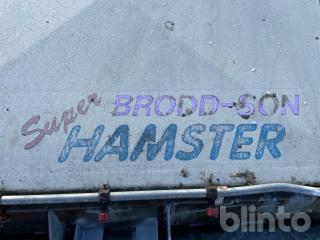 Super BRODD-SON
HAMSTER
blinto